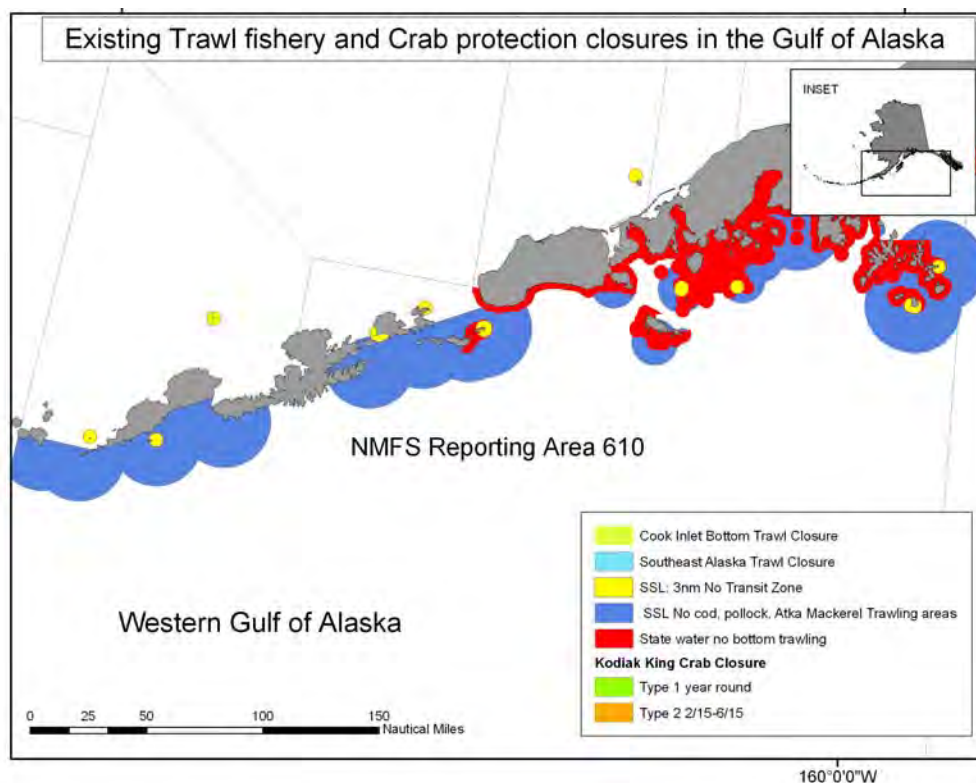 Existing Trawl fishery and Crab protection closures in the Gulf of Alaska
INSET
NMFS Reporting Area 610
Western Gulf of Alaska
Cook Inlet Bottom Trawl Closure
Southeast Alaska Trawl Closure
SSL: 3nm No Transit Zone
SSL No cod, pollock, Atka Mackerel Trawling areas
State water no bottom trawling
Kodiak King Crab Closure
Type 1 year round
Type 2 2/15-6/15
0 25 50 100 150
Nautical Miles
160°0'0"W